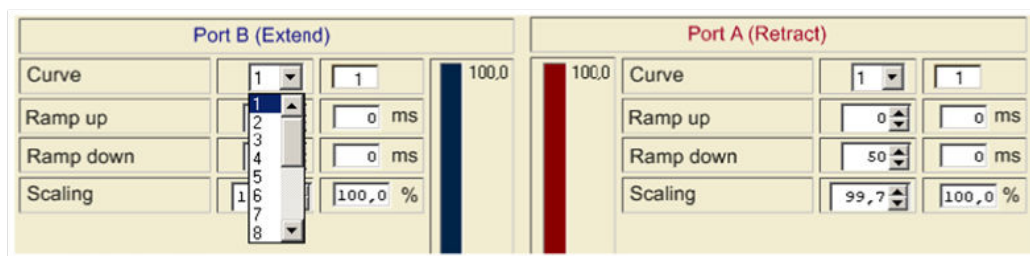 Port B (Extend)
Port A (Retract)
Curve 1 1 100,0
100,0 Curve 1 1
1
2
3
4
5
6
7
8
Ramp up 0 ms
Ramp up 0 0 ms
Ramp down 0 ms
Ramp down 50 0 ms
Scaling 1 100,0 %
Scaling 99,7 100,0 %